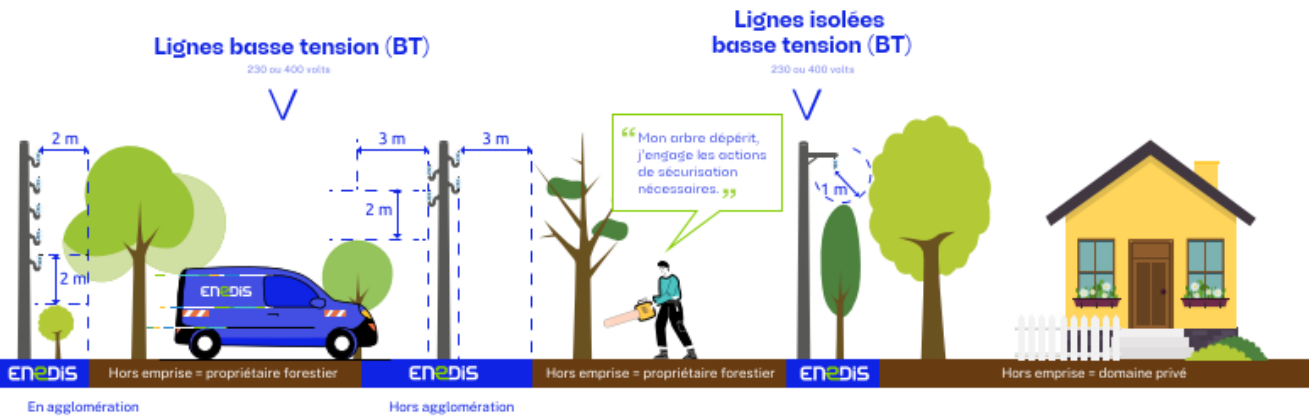 Lignes basse tension (BT)
230 ou 400 volts
Lignes isolées
basse tension (BT)
230 ou 400 volts
2 m
2 m
3 m
3 m
2 m
“Mon arbre dépérit,
j'engage les actions
de sécurisation
nécessaires.”
1 m
ENEDIS
ENEDIS
Hors emprise = propriétaire forestier
ENEDIS
Hors emprise = propriétaire forestier
ENEDIS
Hors emprise = domaine privé
En agglomération
Hors agglomération